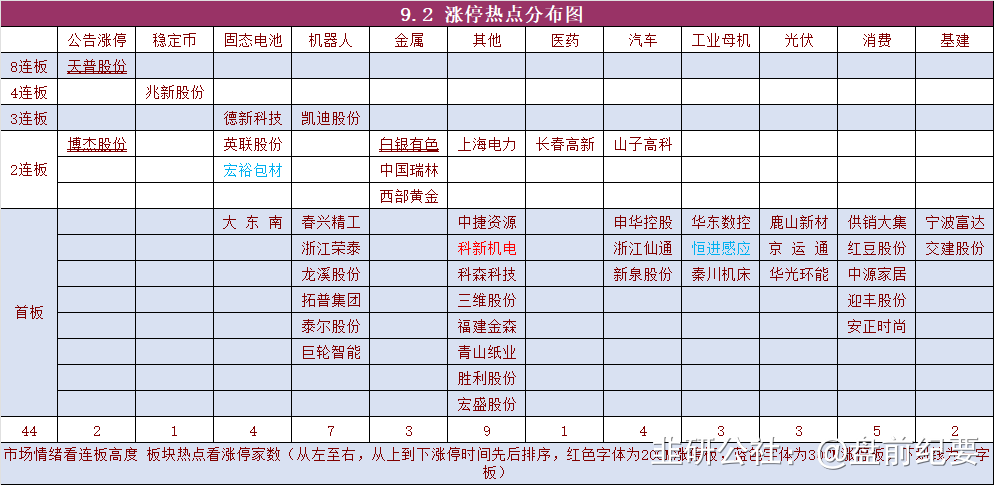 9.2 涨停热点分布图
公告涨停 稳定币 固态电池 机器人 金属 其他 医药 汽车 工业母机 光伏 消费 基建
8连板 天普股份
4连板 兆新股份
3连板 德新科技 凯迪股份
2连板 博杰股份 英联股份 白银有色 上海电力 长春高新 山子高科
宏裕包材 中国瑞林
西部黄金
首板 大东南 春兴精工 中捷资源 申华控股 华东数控 鹿山新材 供销大集 宁波富达
浙江荣泰 科新机电 浙江仙通 恒进感应 京运通 红豆股份 交建股份
龙溪股份 科森科技 新泉股份 秦川机床 华光环能 中源家居
拓普集团 三维股份 迎丰股份
泰尔股份 福建金森 安正时尚
巨轮智能 青山纸业
胜利股份
宏盛股份
44 2 1 4 7 3 9 1 4 3 3 5 2
市场情绪看连板高度 板块热点看涨停家数（从左至右，从上到下涨停时间先后排序，红色字体为20%涨停板，蓝色字体为30%涨停板，
字板）
韭研公社：@盘前纪要